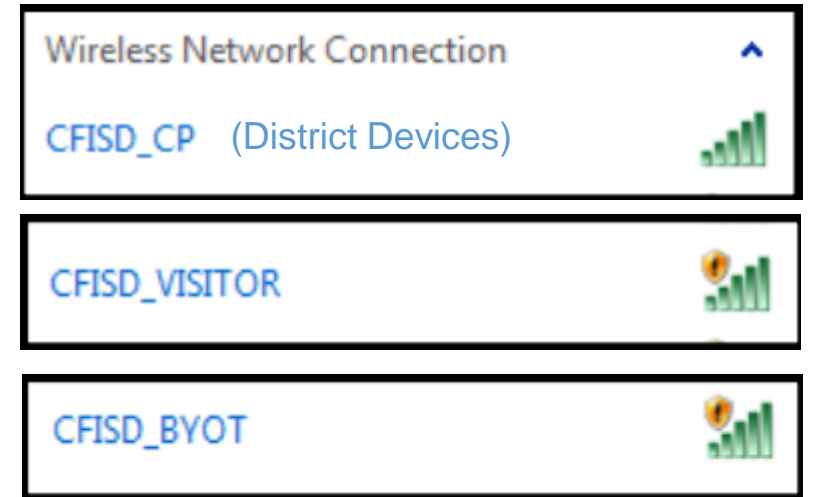 Wireless Network Connection
CFISD_CP (District Devices)
CFISD_VISITOR
CFISD_BYOT